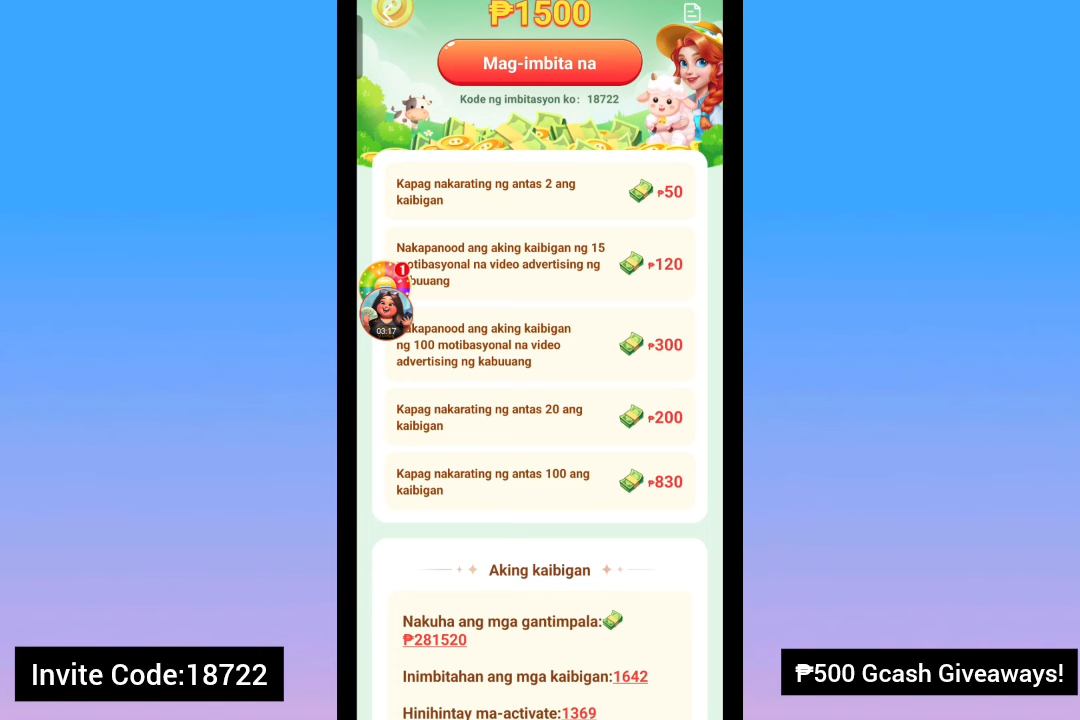 ₱1500
Mag-imbita na
Kode ng imbitasyon ko: 18722
Kapag nakarating ng antas 2 ang
kaibigan
₱50
Nakapanood ang aking kaibigan ng 15
motibasyonal na video advertising ng
kabuuang
₱120
1
03:17
Nakapanood ang aking kaibigan
ng 100 motibasyonal na video
advertising ng kabuuang
₱300
Kapag nakarating ng antas 20 ang
kaibigan
₱200
Kapag nakarating ng antas 100 ang
kaibigan
₱830
Aking kaibigan
Nakuha ang mga gantimpala:
₱281520
Inimbitahan ang mga kaibigan:1642
Hinihintay ma-activate:1369
Invite Code:18722
₱500 Gcash Giveaways!